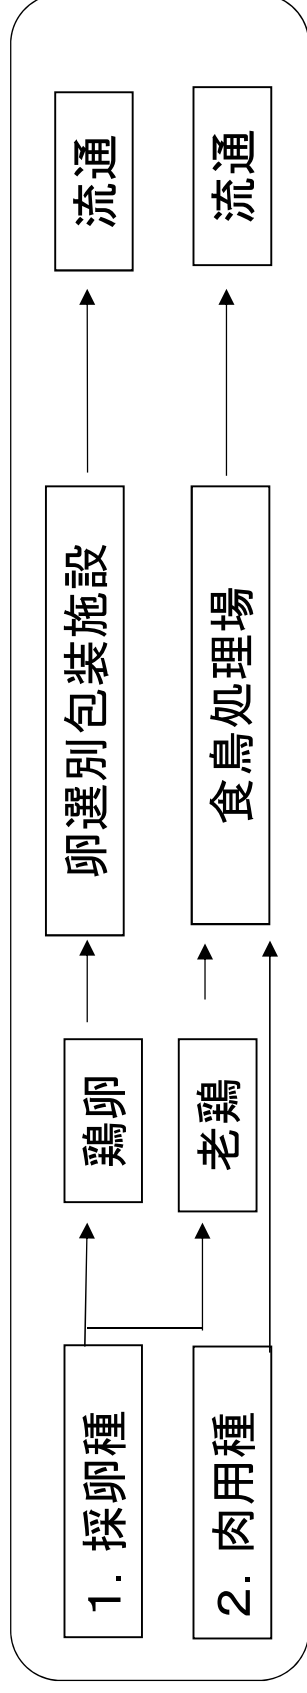 1. 採卵種
鶏卵
卵選別包装施設
流通
老鶏
2. 肉用種
食鳥処理場
流通